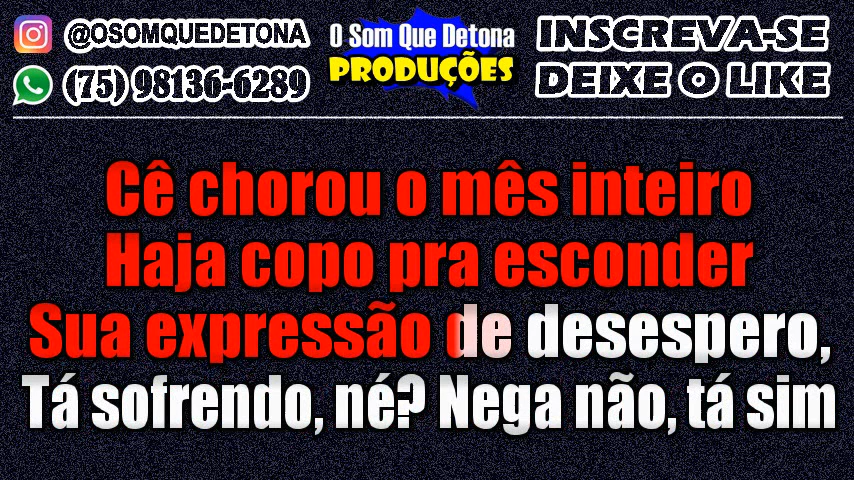 @OSOMQUEDETONA
(75) 98136-6289
O Som Que Detona
PRODUÇÕES
INSCREVA-SE
DEIXE O LIKE
Cê chorou o mês inteiro
Haja copo pra esconder
Sua expressão de desespero,
Tá sofrendo, né? Nega não, tá sim